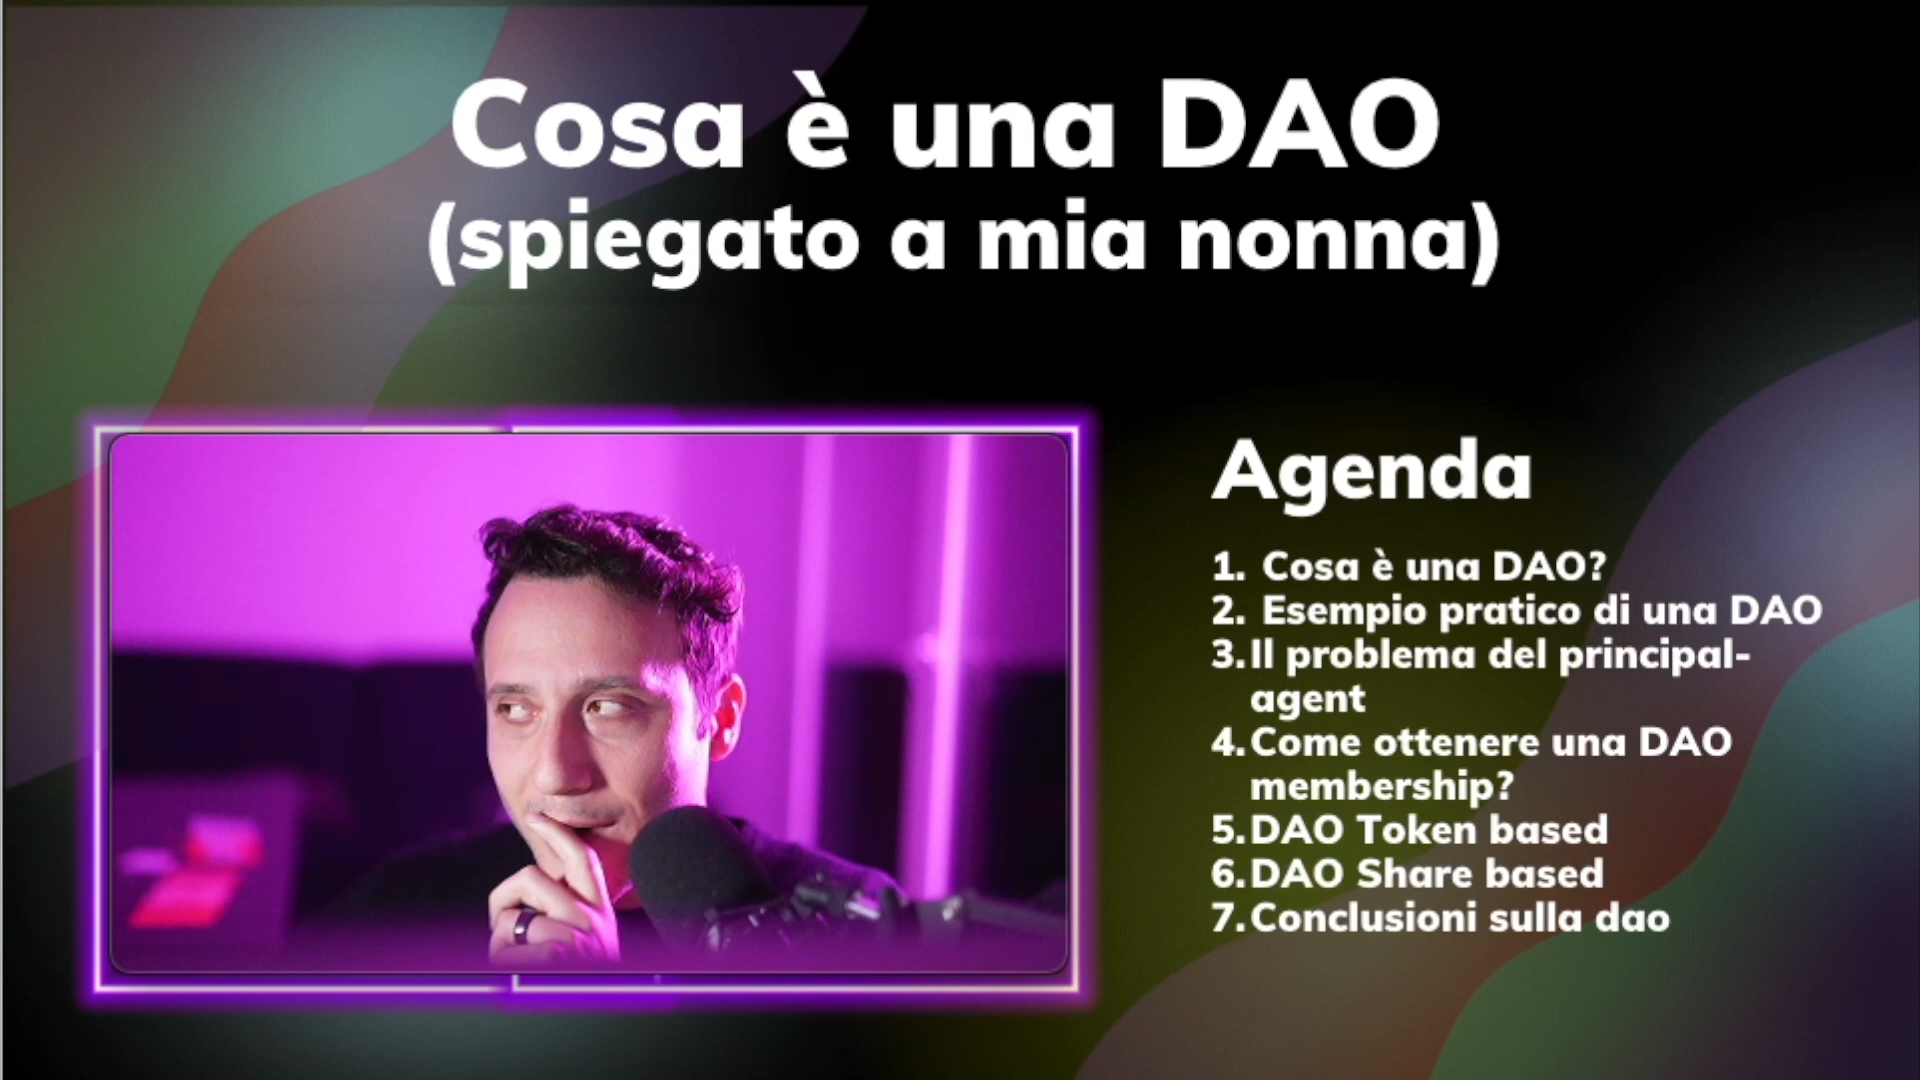 Cosa è una DAO
(spiegato a mia nonna)
Agenda
1. Cosa è una DAO?
2. Esempio pratico di una DAO
3. Il problema del principal-
agent
4. Come ottenere una DAO
membership?
5. DAO Token based
6. DAO Share based
7. Conclusioni sulla dao